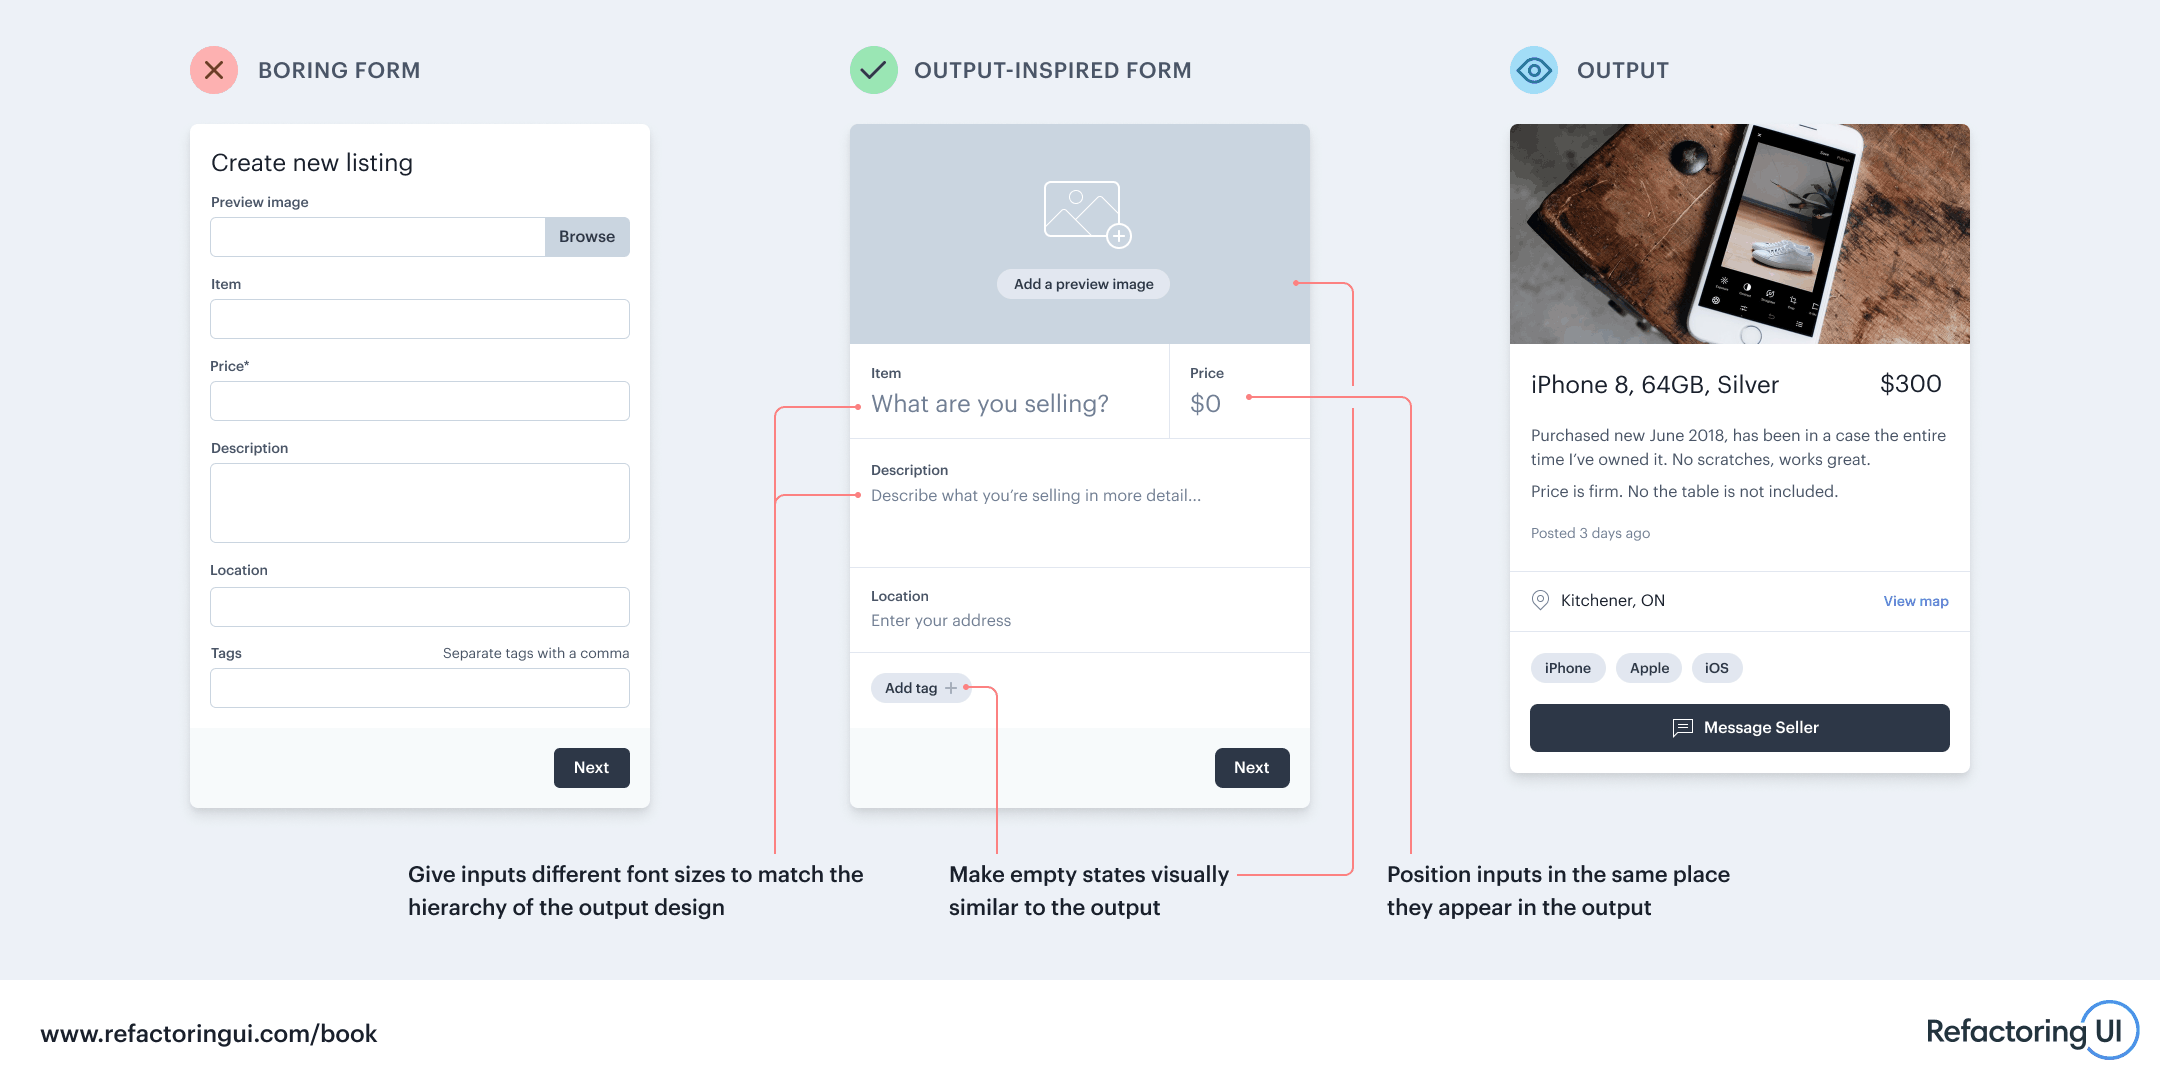 BORING FORM
Create new listing
Preview image
Browse
Item
Price*
Description
Location
Tags
Separate tags with a comma
Next
OUTPUT-INSPIRED FORM
Add a preview image
Item
What are you selling?
Price
$0
Description
Describe what you’re selling in more detail...
Location
Enter your address
Add tag
Next
OUTPUT
iPhone 8, 64GB, Silver
$300
Purchased new June 2018, has been in a case the entire
time I’ve owned it. No scratches, works great.
Price is firm. No the table is not included.
Posted 3 days ago
Kitchener, ON
View map
iPhone
Apple
iOS
Message Seller
Give inputs different font sizes to match the
hierarchy of the output design
Make empty states visually
similar to the output
Position inputs in the same place
they appear in the output
www.refactoringui.com/book
Refactoring UI